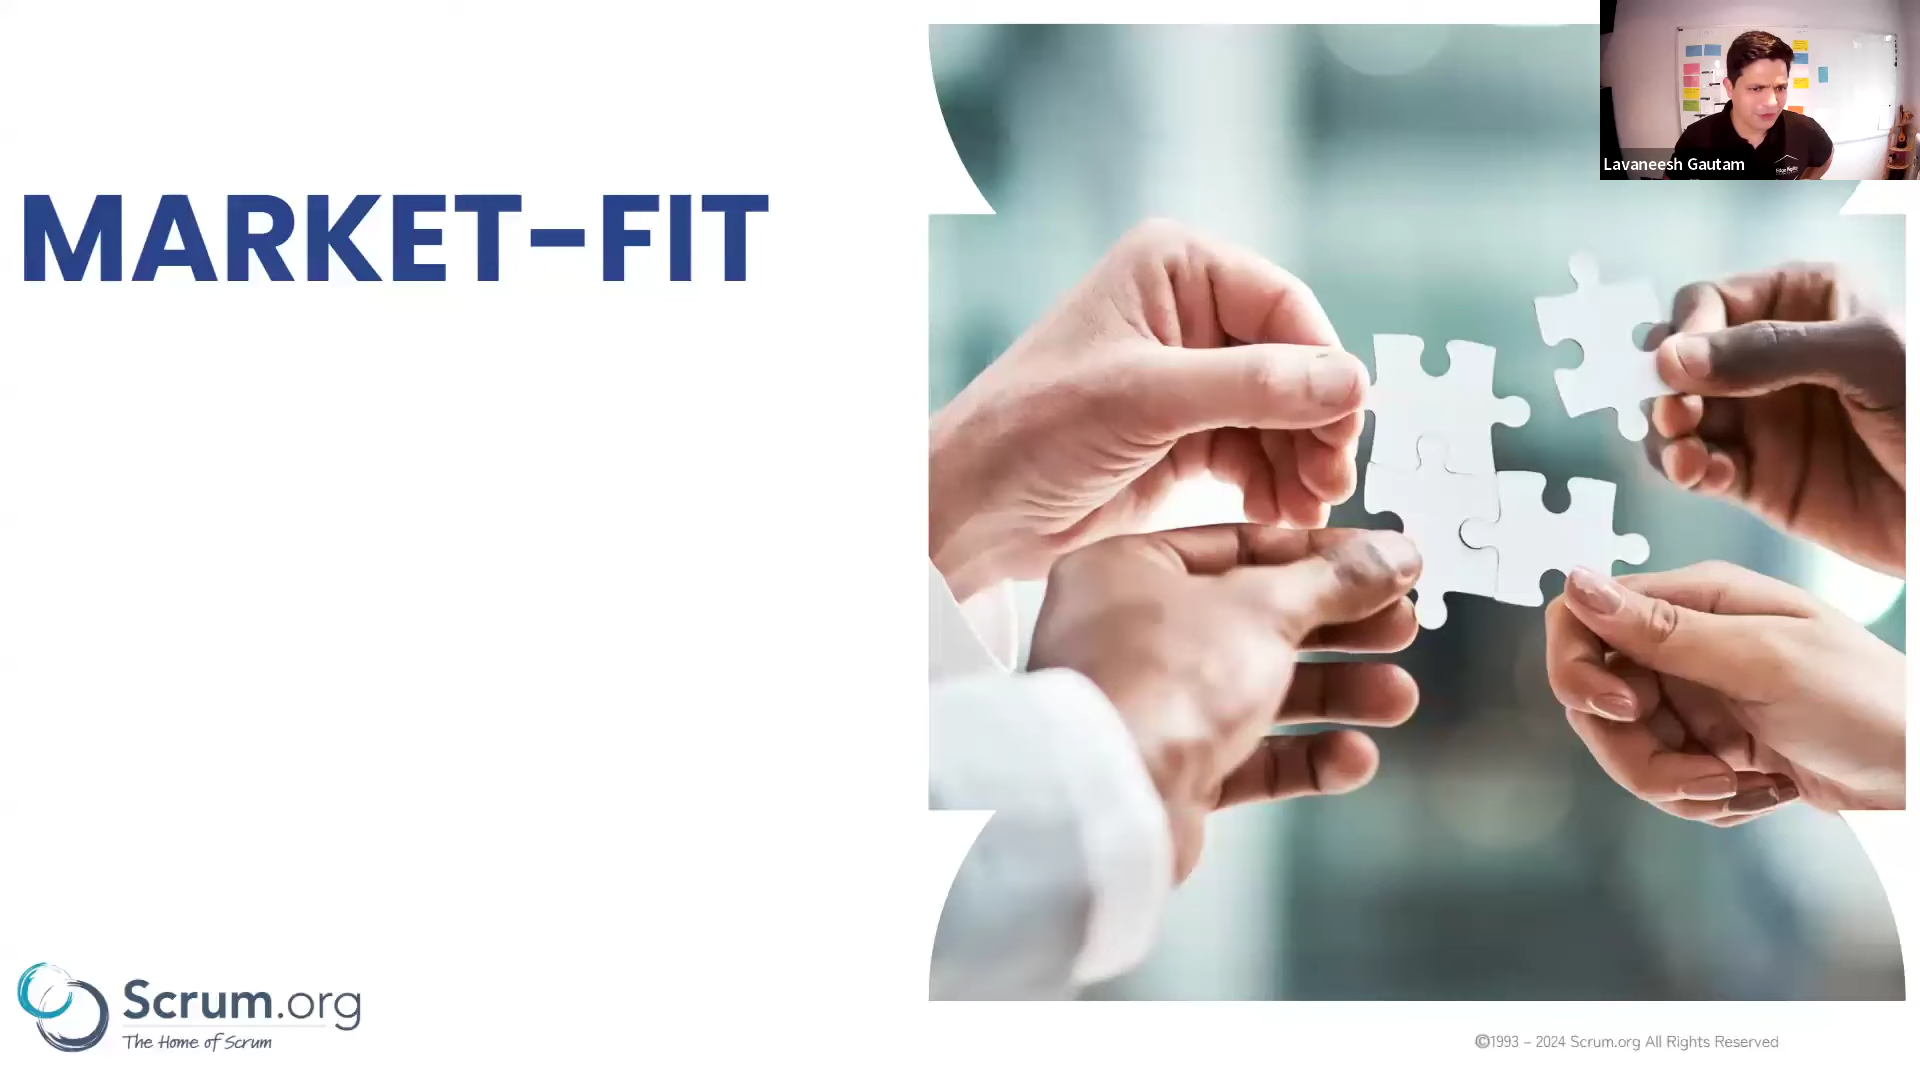 Lavaneesh Gautam
MARKET-FIT
Scrum.org
The Home of Scrum
©1993 – 2024 Scrum.org All Rights Reserved